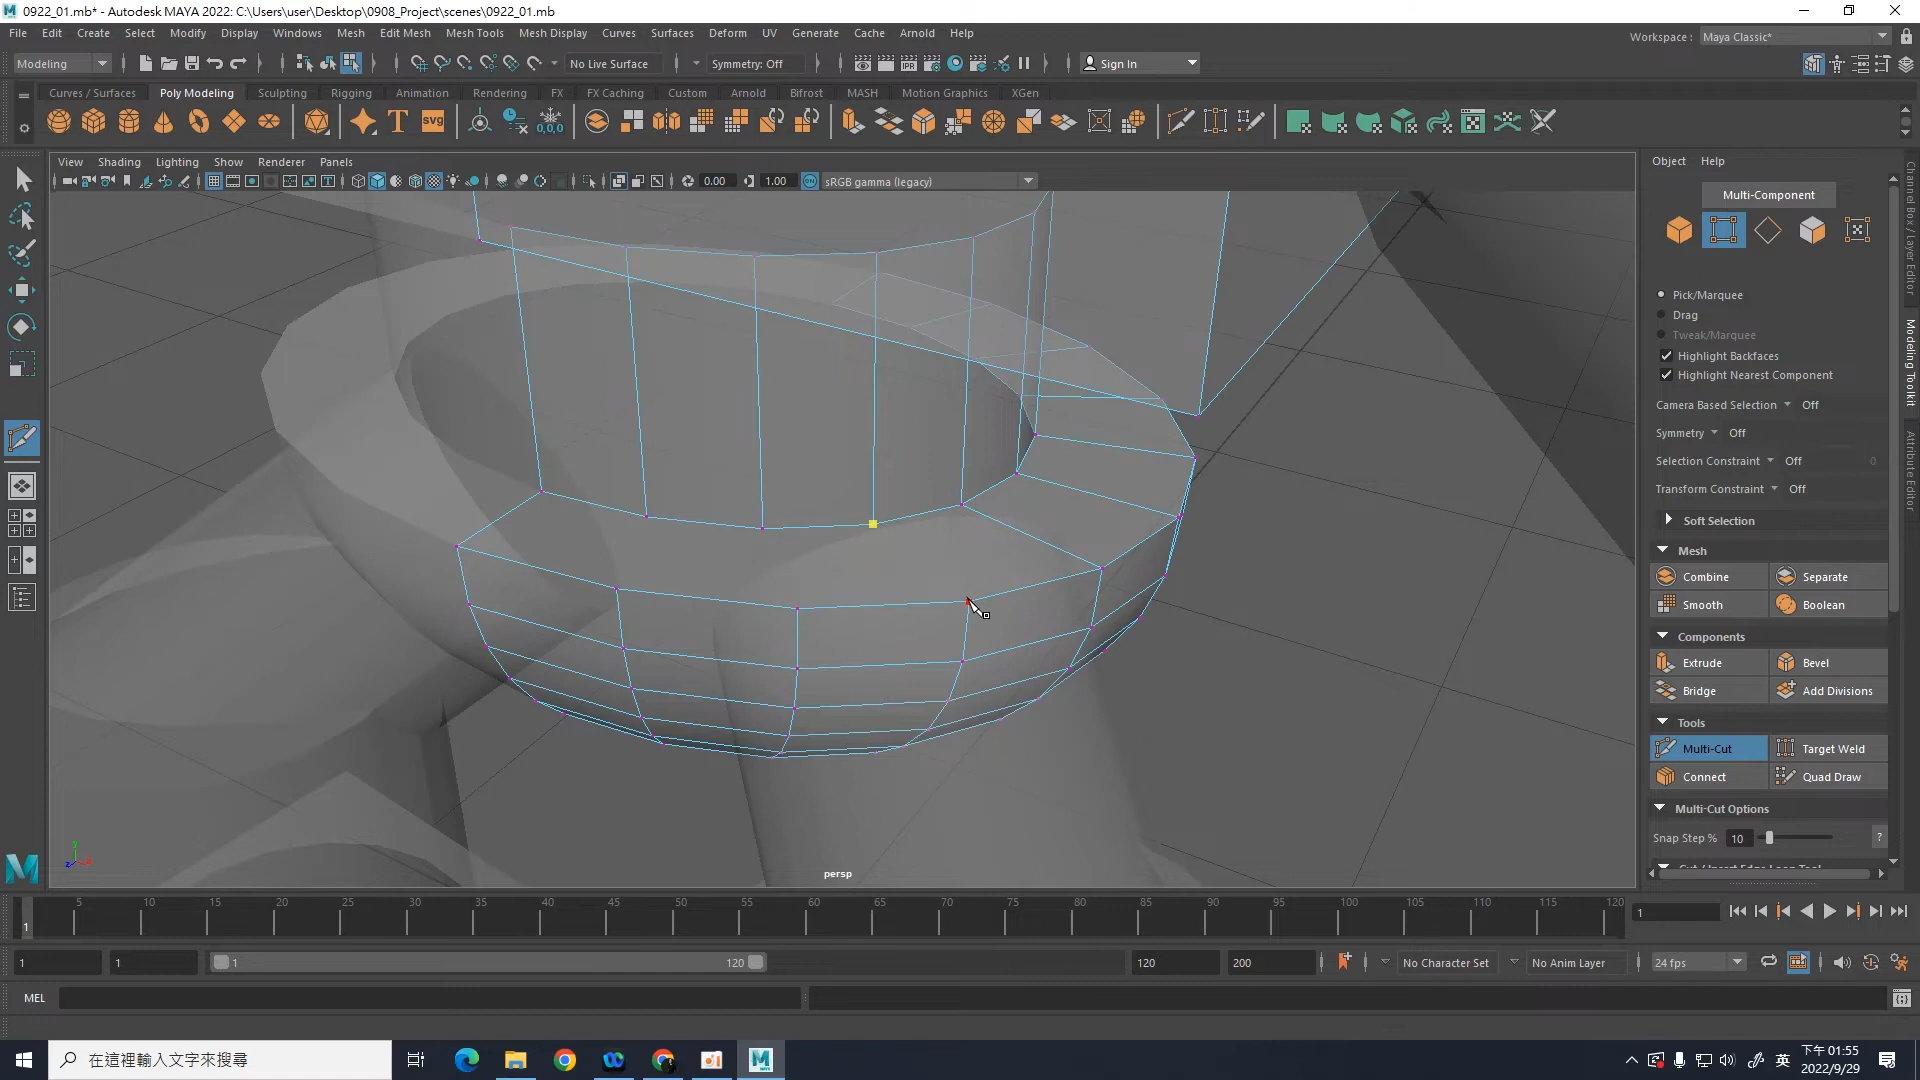 0922_01.mb* - Autodesk MAYA 2022: C:\Users\user\Desktop\0908_Project\scenes\0922_01.mb
File Edit Create Select Modify Display Windows Mesh Edit Mesh Mesh Tools Mesh Display Curves Surfaces Deform UV Generate Cache Arnold Help
Workspace : Maya Classic*
Modeling No Live Surface Symmetry: Off Sign In
Curves / Surfaces Poly Modeling Sculpting Rigging Animation Rendering FX FX Caching Custom Arnold Bifrost MASH Motion Graphics XGen
View Shading Lighting Show Renderer Panels
0.00 1.00 sRGB gamma (legacy)
persp
Object Help
Multi-Component
Pick/Marquee
Drag
Tweak/Marquee
Highlight Backfaces
Highlight Nearest Component
Camera Based Selection Off
Symmetry Off
Selection Constraint Off 0
Transform Constraint Off
Soft Selection
Mesh
Combine Separate
Smooth Boolean
Components
Extrude Bevel
Bridge Add Divisions
Tools
Multi-Cut Target Weld
Connect Quad Draw
Multi-Cut Options
Snap Step % 10 ?
Cut / Insert Edge Loop Tool
Channel Box / Layer Editor
Modeling Toolkit
Attribute Editor
5 10 15 20 25 30 35 40 45 50 55 60 65 70 75 80 85 90 95 100 105 110 115 120
1
1
1 1 1 120 120 200 No Character Set No Anim Layer 24 fps
MEL
在這裡輸入文字來搜尋
英
下午 01:55
2022/9/29